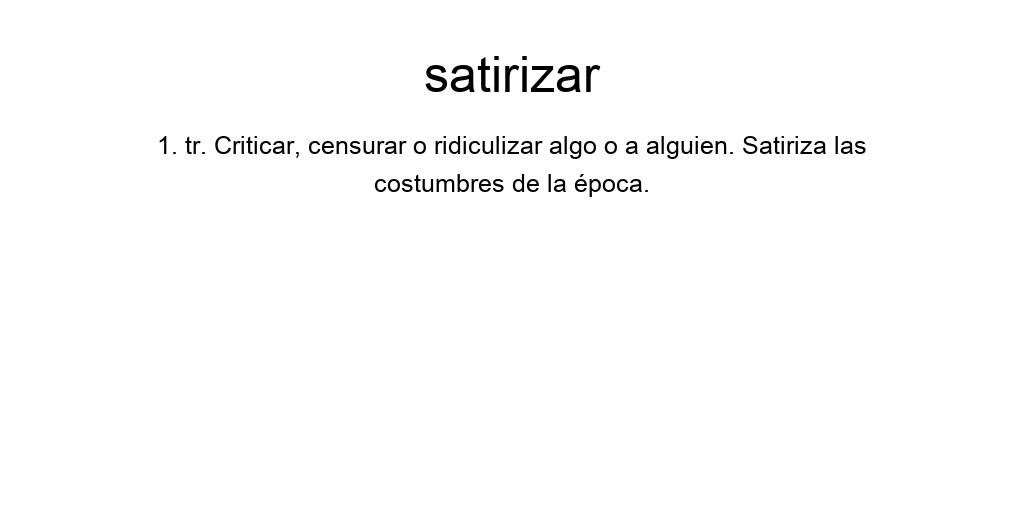 satirizar
1. tr. Criticar, censurar o ridiculizar algo o a alguien. Satiriza las
costumbres de la época.